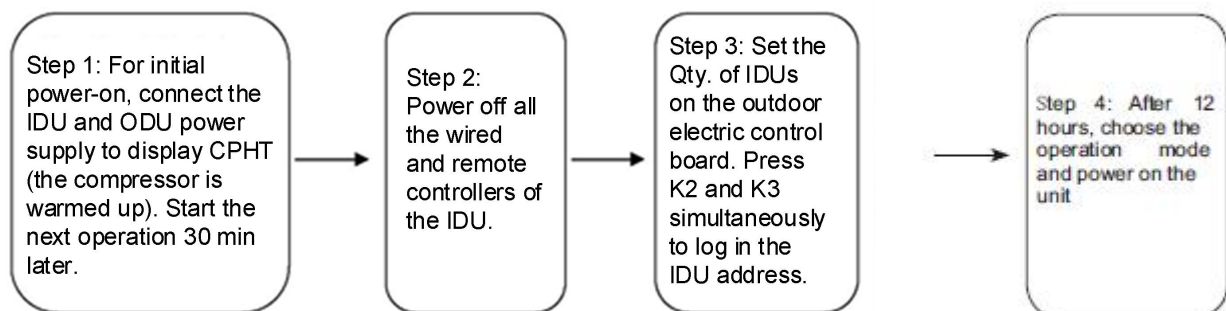 Step 1: For initial
power-on, connect the
IDU and ODU power
supply to display CPHT
(the compressor is
warmed up). Start the
next operation 30 min
later.
Step 2:
Power off all
the wired
and remote
controllers of
the IDU.
Step 3: Set the
Qty. of IDUs
on the outdoor
electric control
board. Press
K2 and K3
simultaneously
to log in the
IDU address.
Step 4: After 12
hours, choose the
operation mode
and power on the
unit